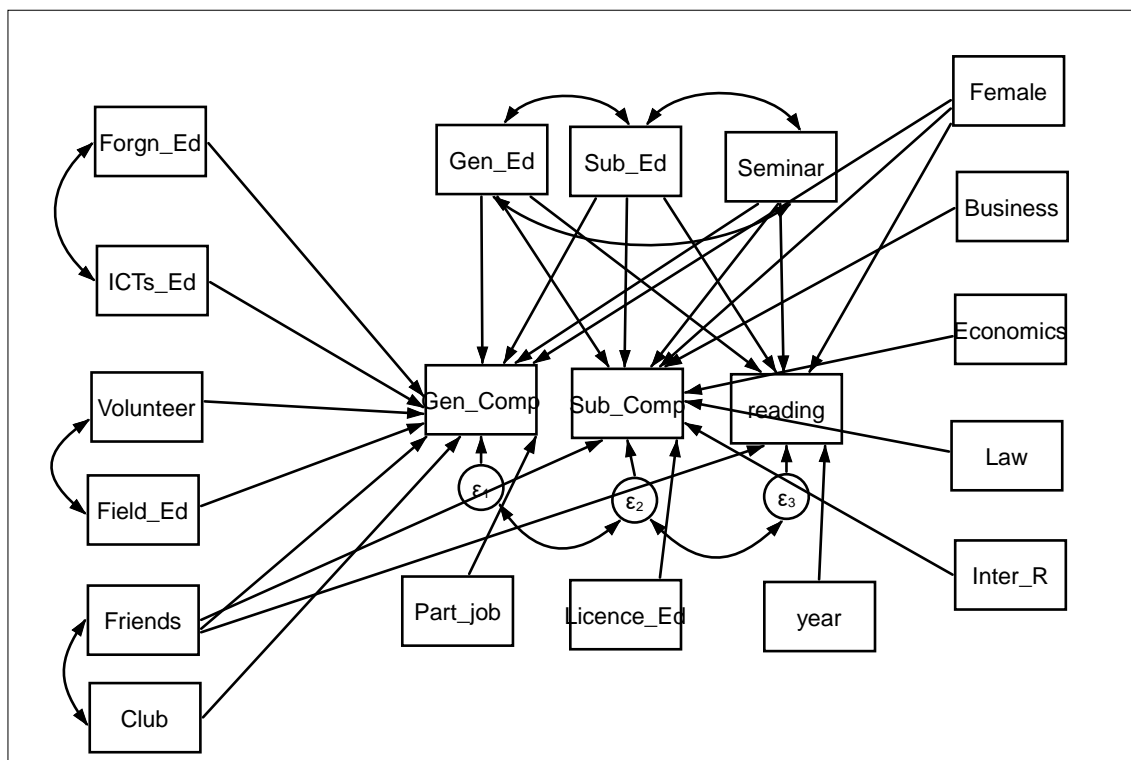 Forgn_Ed
Gen_Ed
Sub_Ed
Seminar
Female
Business
ICTs_Ed
Economics
Volunteer
Gen_Comp
Sub_Comp
reading
Law
Field_Ed
ε1
ε2
ε3
Friends
Part_job
Licence_Ed
year
Inter_R
Club